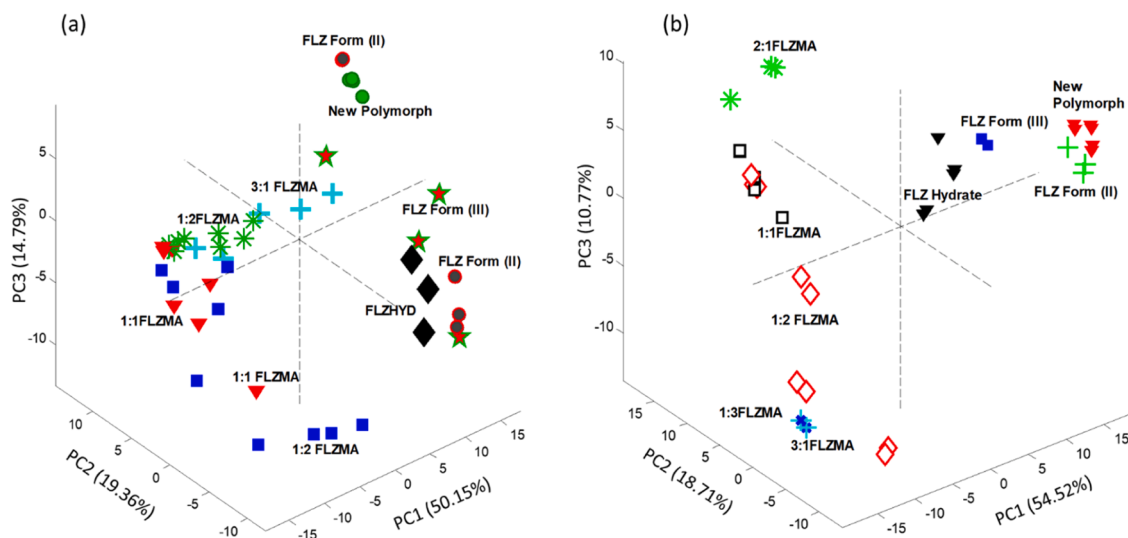 (a)
FLZ Form (II)
New Polymorph
3:1 FLZMA
FLZ Form (III)
1:2FLZMA
FLZ Form (II)
FLZHYD
1:1FLZMA
1:1 FLZMA
1:2 FLZMA
PC3 (14.79%)
5
0
-5
-10
PC2 (19.36%)
10
5
0
-5
-10
PC1 (50.15%)
-15
-10
-5
0
5
10
15
(b)
2:1FLZMA
New
Polymorph
FLZ Form (III)
FLZ Hydrate
FLZ Form (II)
1:1FLZMA
1:2 FLZMA
1:3FLZMA
3:1FLZMA
PC3 (10.77%)
10
5
0
-5
-10
PC2 (18.71%)
15
10
5
0
-5
-10
PC1 (54.52%)
-15
-10
-5
0
5
10
15